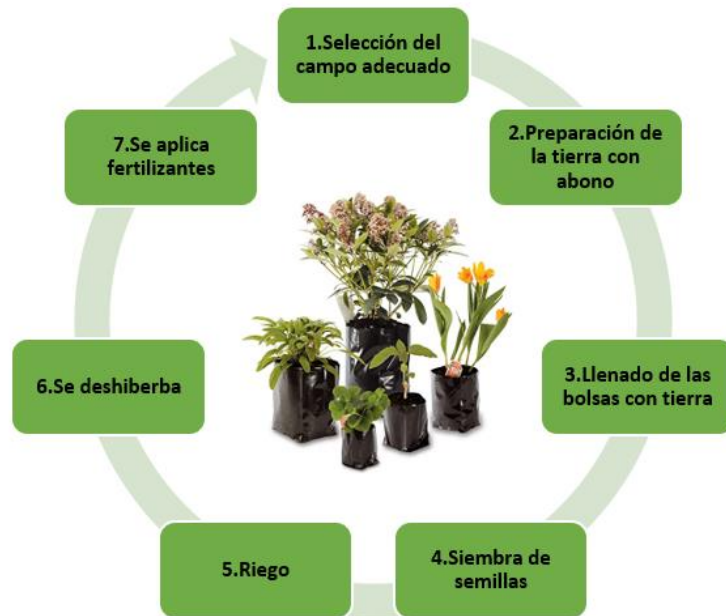 1.Selección del
campo adecuado
2.Preparación de
la tierra con
abono
3.Llenado de las
bolsas con tierra
4.Siembra de
semillas
5.Riego
6.Se deshiberba
7.Se aplica
fertilizantes